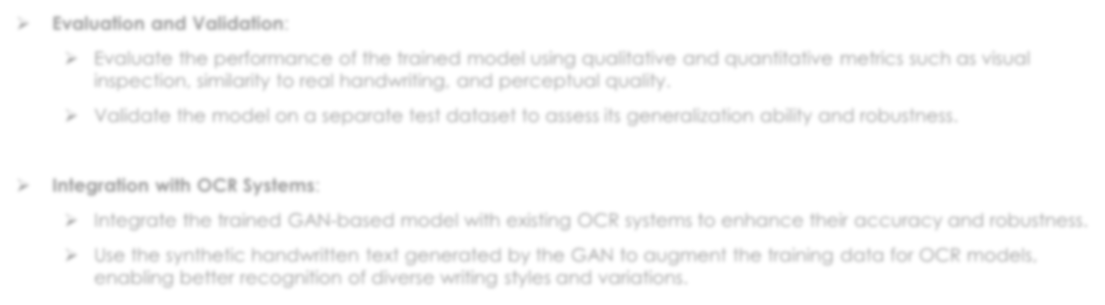 ➢ Evaluation and Validation:
➢ Evaluate the performance of the trained model using qualitative and quantitative metrics such as visual
inspection, similarity to real handwriting, and perceptual quality.
➢ Validate the model on a separate test dataset to assess its generalization ability and robustness.
➢ Integration with OCR Systems:
➢ Integrate the trained GAN-based model with existing OCR systems to enhance their accuracy and robustness.
➢ Use the synthetic handwritten text generated by the GAN to augment the training data for OCR models,
enabling better recognition of diverse writing styles and variations.